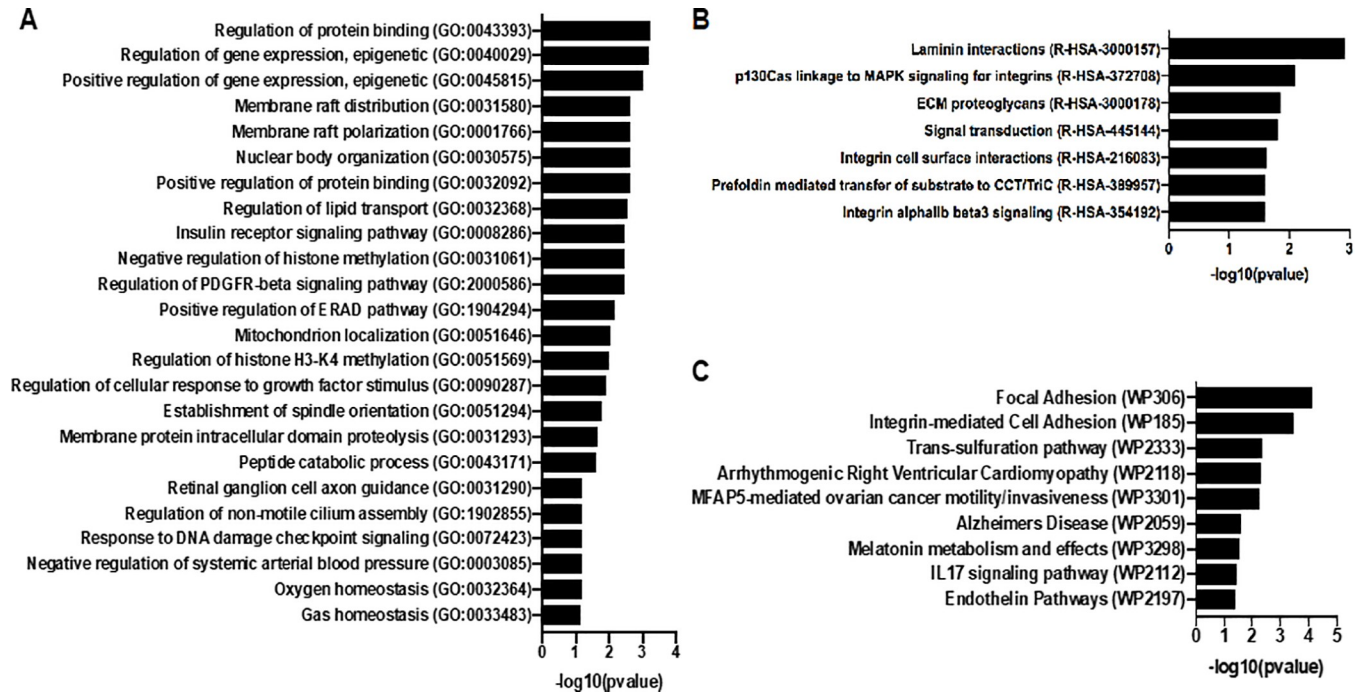 A
Regulation of protein binding (GO:0043393)
Regulation of gene expression, epigenetic (GO:0040029)
Positive regulation of gene expression, epigenetic (GO:0045815)
Membrane raft distribution (GO:0031580)
Membrane raft polarization (GO:0001766)
Nuclear body organization (GO:0030575)
Positive regulation of protein binding (GO:0032092)
Regulation of lipid transport (GO:0032368)
Insulin receptor signaling pathway (GO:0008286)
Negative regulation of histone methylation (GO:0031061)
Regulation of PDGFR-beta signaling pathway (GO:2000586)
Positive regulation of ERAD pathway (GO:1904294)
Mitochondrion localization (GO:0051646)
Regulation of histone H3-K4 methylation (GO:0051569)
Regulation of cellular response to growth factor stimulus (GO:0090287)
Establishment of spindle orientation (GO:0051294)
Membrane protein intracellular domain proteolysis (GO:0031293)
Peptide catabolic process (GO:0043171)
Retinal ganglion cell axon guidance (GO:0031290)
Regulation of non-motile cilium assembly (GO:1902855)
Response to DNA damage checkpoint signaling (GO:0072423)
Negative regulation of systemic arterial blood pressure (GO:0003085)
Oxygen homeostasis (GO:0032364)
Gas homeostasis (GO:0033483)
0 1 2 3 4
-log10(pvalue)
B
Laminin interactions (R-HSA-3000157)
p130Cas linkage to MAPK signaling for integrins (R-HSA-372708)
ECM proteoglycans (R-HSA-3000178)
Signal transduction (R-HSA-445144)
Integrin cell surface interactions (R-HSA-216083)
Prefoldin mediated transfer of substrate to CCT/TriC (R-HSA-389957)
Integrin alphaIIb beta3 signaling (R-HSA-354192)
0 1 2 3
-log10(pvalue)
C
Focal Adhesion (WP306)
Integrin-mediated Cell Adhesion (WP185)
Trans-sulfuration pathway (WP2333)
Arrhythmogenic Right Ventricular Cardiomyopathy (WP2118)
MFAP5-mediated ovarian cancer motility/invasiveness (WP3301)
Alzheimers Disease (WP2059)
Melatonin metabolism and effects (WP3298)
IL17 signaling pathway (WP2112)
Endothelin Pathways (WP2197)
0 1 2 3 4 5
-log10(pvalue)